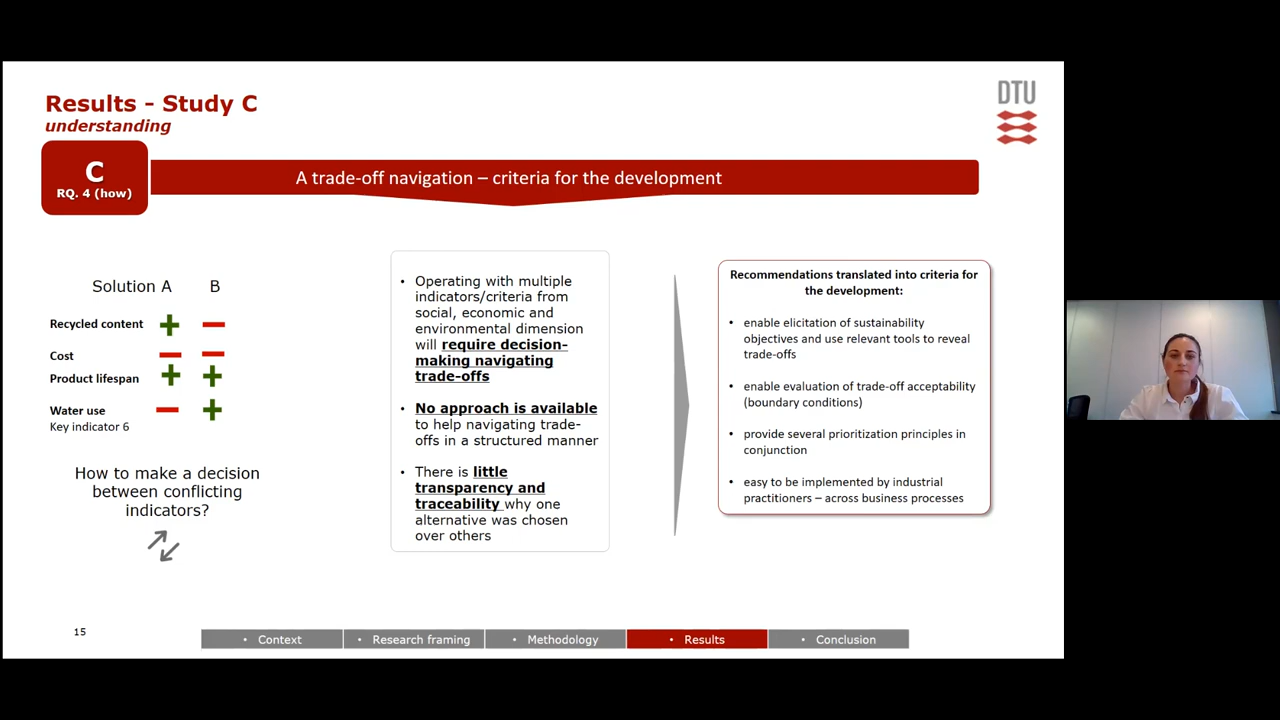 Results - Study C
understanding
DTU
C
RQ. 4 (how)
A trade-off navigation – criteria for the development
Solution A B
Recycled content + −
Cost − −
Product lifespan + +
Water use − +
Key indicator 6
How to make a decision
between conflicting
indicators?
• Operating with multiple
indicators/criteria from
social, economic and
environmental dimension
will require decision-
making navigating
trade-offs
• No approach is available
to help navigating trade-
offs in a structured manner
• There is little
transparency and
traceability why one
alternative was chosen
over others
Recommendations translated into criteria for
the development:
• enable elicitation of sustainability
objectives and use relevant tools to reveal
trade-offs
• enable evaluation of trade-off acceptability
(boundary conditions)
• provide several prioritization principles in
conjunction
• easy to be implemented by industrial
practitioners – across business processes
15
• Context
• Research framing
• Methodology
• Results
• Conclusion